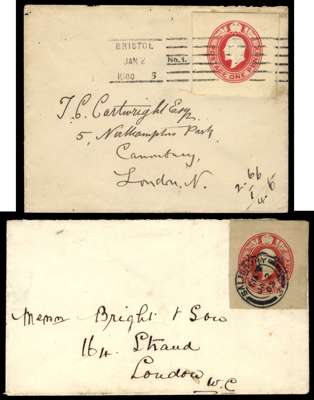 BRISTOL
JAN 2
No. 1.
POSTAGE ONE PENNY
T. C. Cartwright Esq.
5, Northampton Park,
Canonbury,
London. N.
Messrs Bright & Son
164 Strand
London
W.C